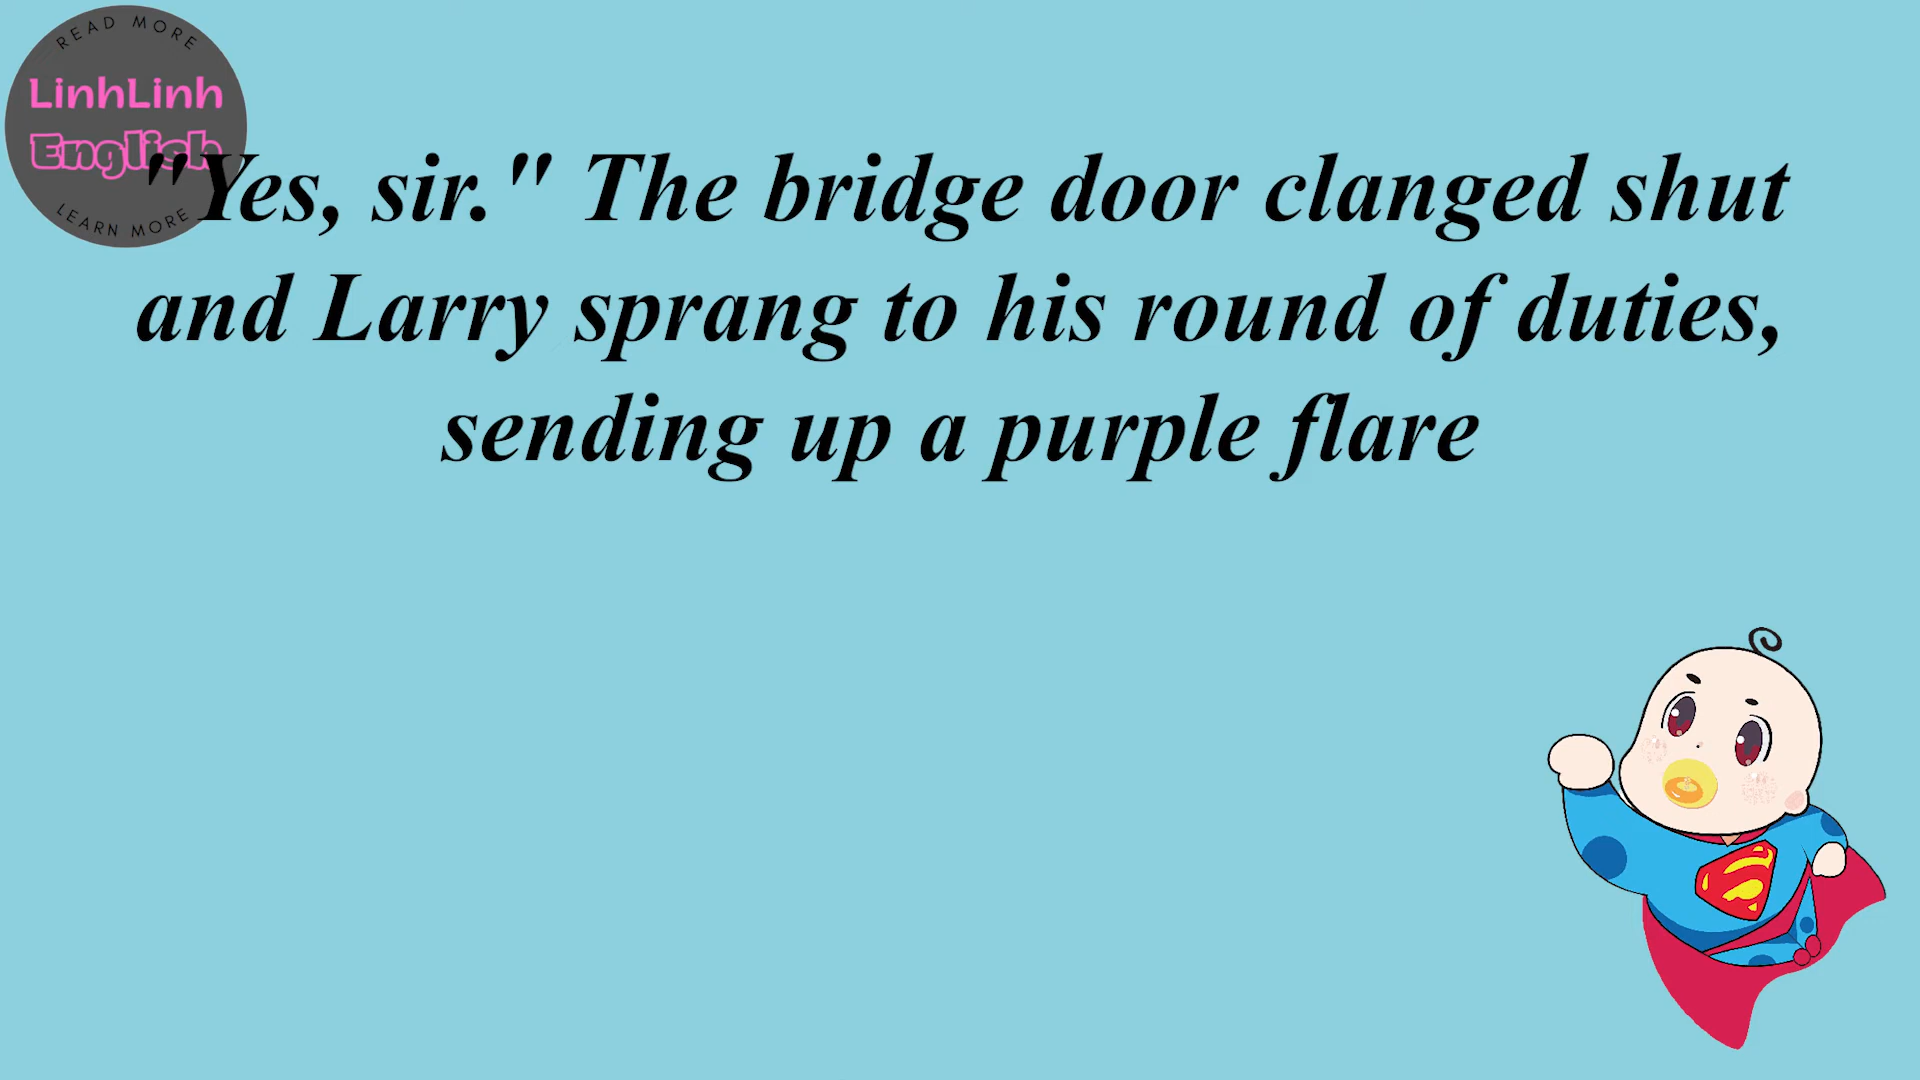 READ MORE
LinhLinh
English
LEARN MORE
"Yes, sir." The bridge door clanged shut
and Larry sprang to his round of duties,
sending up a purple flare